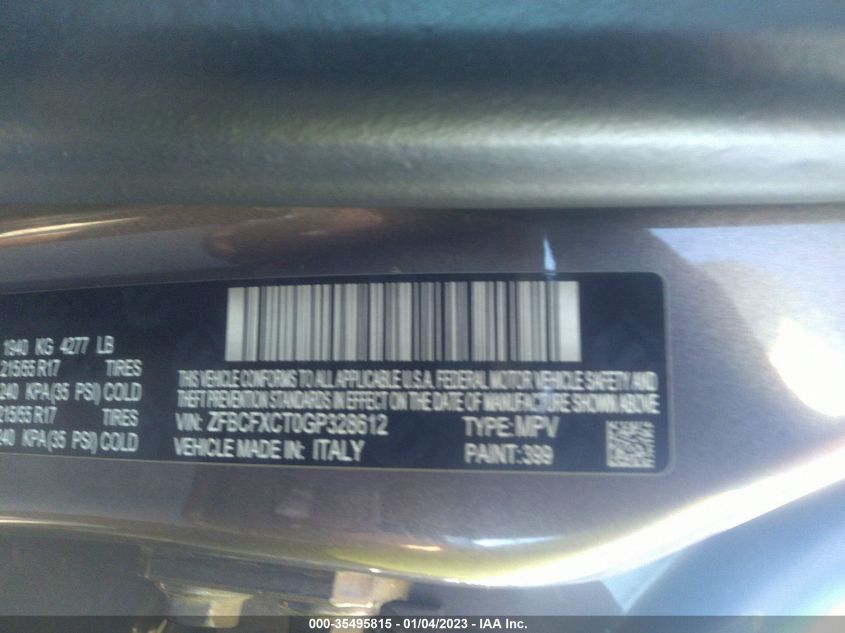 1940 KG 4277 LB
215/55 R17 TIRES
240 KPA(35 PSI) COLD
215/55 R17 TIRES
240 KPA(35 PSI) COLD
THIS VEHICLE CONFORMS TO ALL APPLICABLE U.S.A. FEDERAL MOTOR VEHICLE SAFETY AND
THEFT PREVENTION STANDARDS IN EFFECT ON THE DATE OF MANUFACTURE SHOWN ABOVE
VIN: ZFBCFXCT0GP328612 TYPE: MPV
VEHICLE MADE IN: ITALY PAINT:399
000-35495815 - 01/04/2023 - IAA Inc.